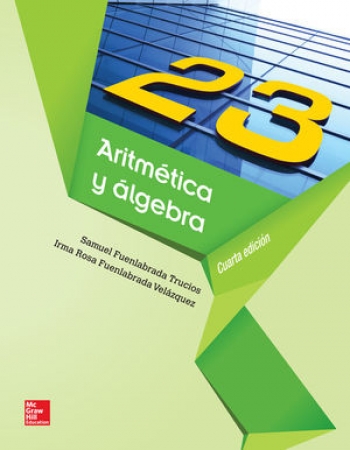 23
Aritmética
y álgebra
Samuel Fuenlabrada Trucios
Irma Rosa Fuenlabrada Velázquez
Cuarta edición
Mc
Graw
Hill
Education